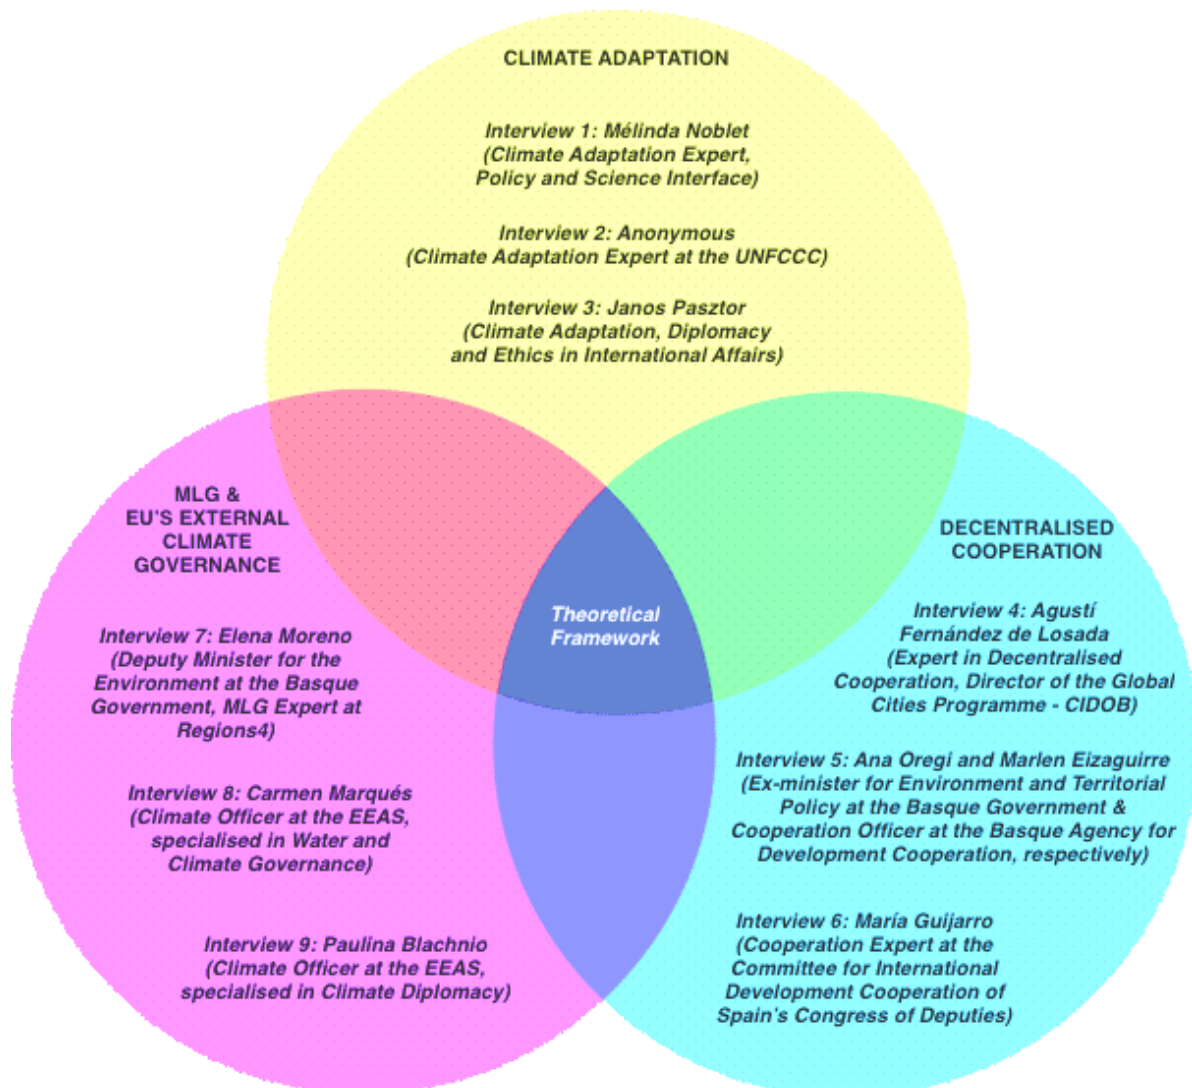 CLIMATE ADAPTATION
Interview 1: Mélinda Noblet
(Climate Adaptation Expert,
Policy and Science Interface)
Interview 2: Anonymous
(Climate Adaptation Expert at the UNFCCC)
Interview 3: Janos Pasztor
(Climate Adaptation, Diplomacy
and Ethics in International Affairs)
MLG &
EU'S EXTERNAL
CLIMATE
GOVERNANCE
Interview 7: Elena Moreno
(Deputy Minister for the
Environment at the Basque
Government, MLG Expert at
Regions4)
Interview 8: Carmen Marqués
(Climate Officer at the EEAS,
specialised in Water and
Climate Governance)
Interview 9: Paulina Blachnio
(Climate Officer at the EEAS,
specialised in Climate Diplomacy)
Theoretical
Framework
DECENTRALISED
COOPERATION
Interview 4: Agustí
Fernández de Losada
(Expert in Decentralised
Cooperation, Director of the Global
Cities Programme - CIDOB)
Interview 5: Ana Oregi and Marlen Eizaguirre
(Ex-minister for Environment and Territorial
Policy at the Basque Government &
Cooperation Officer at the Basque Agency for
Development Cooperation, respectively)
Interview 6: María Guijarro
(Cooperation Expert at the
Committee for International
Development Cooperation of
Spain's Congress of Deputies)